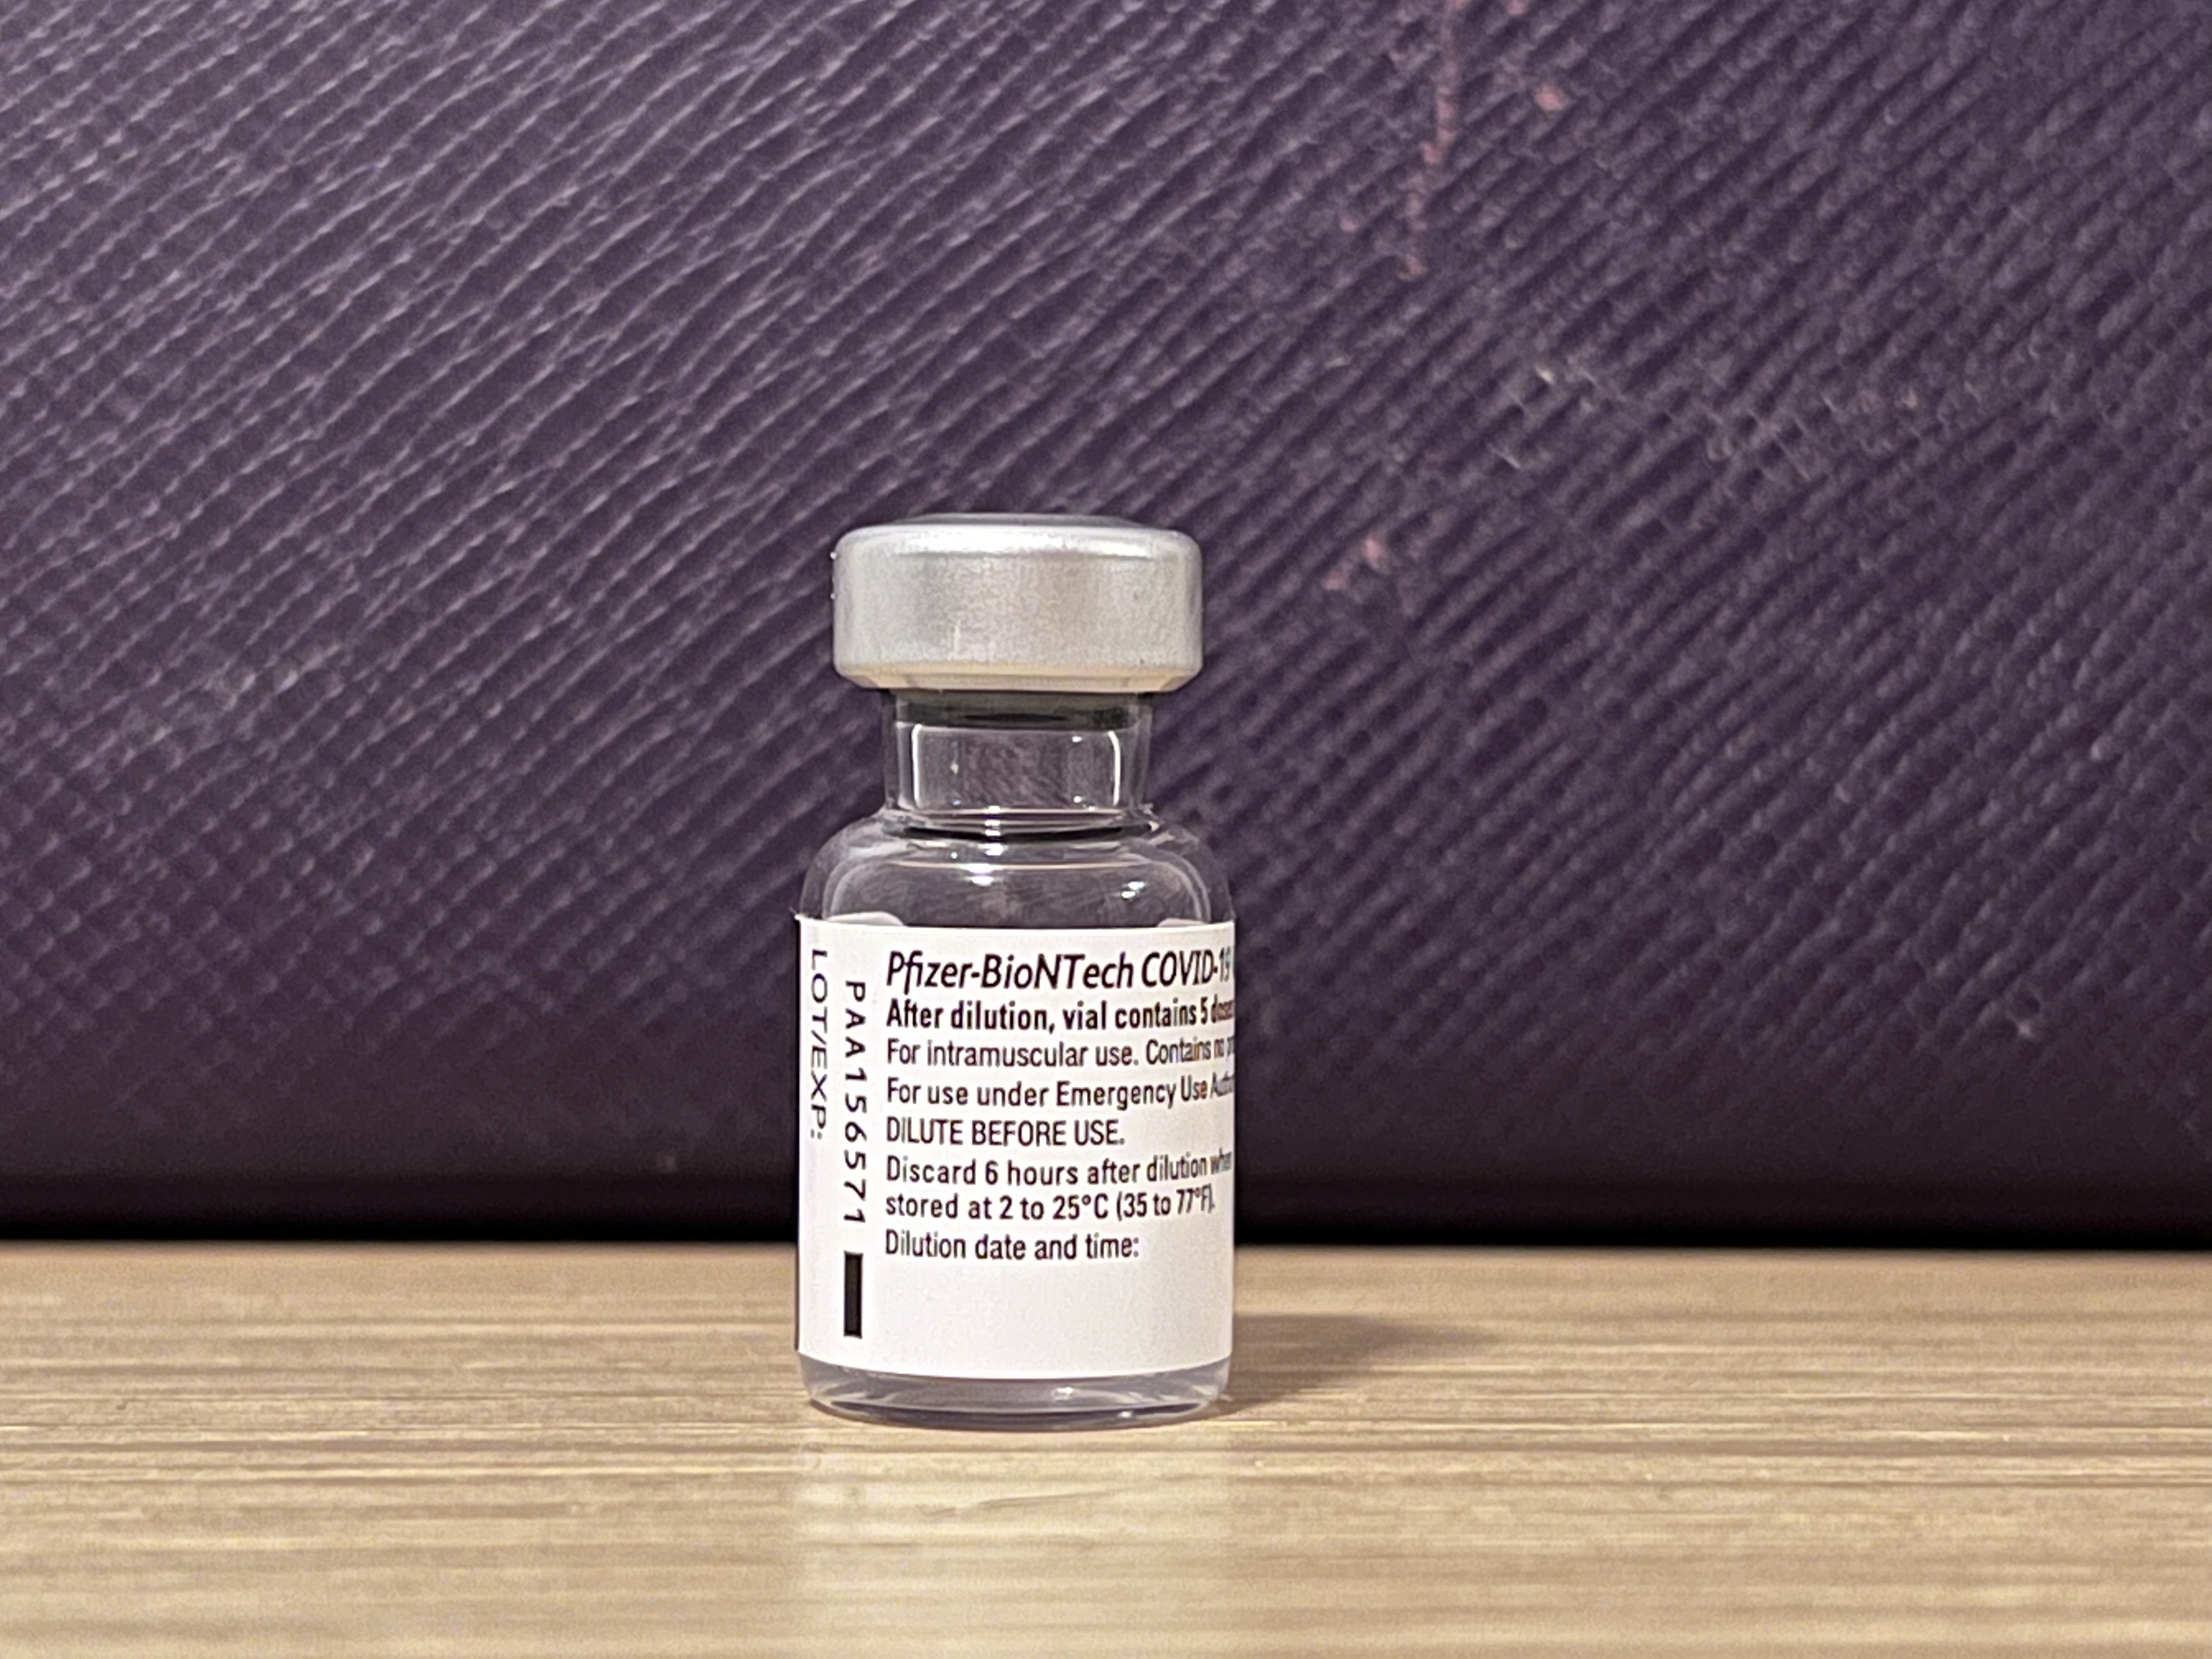 Pfizer-BioNTech COVID-19
After dilution, vial contains 5 doses
For intramuscular use. Contains no
For use under Emergency Use
DILUTE BEFORE USE.
Discard 6 hours after dilution when
stored at 2 to 25°C (35 to 77°F).
Dilution date and time:
PAA156571
LOT/EXP: